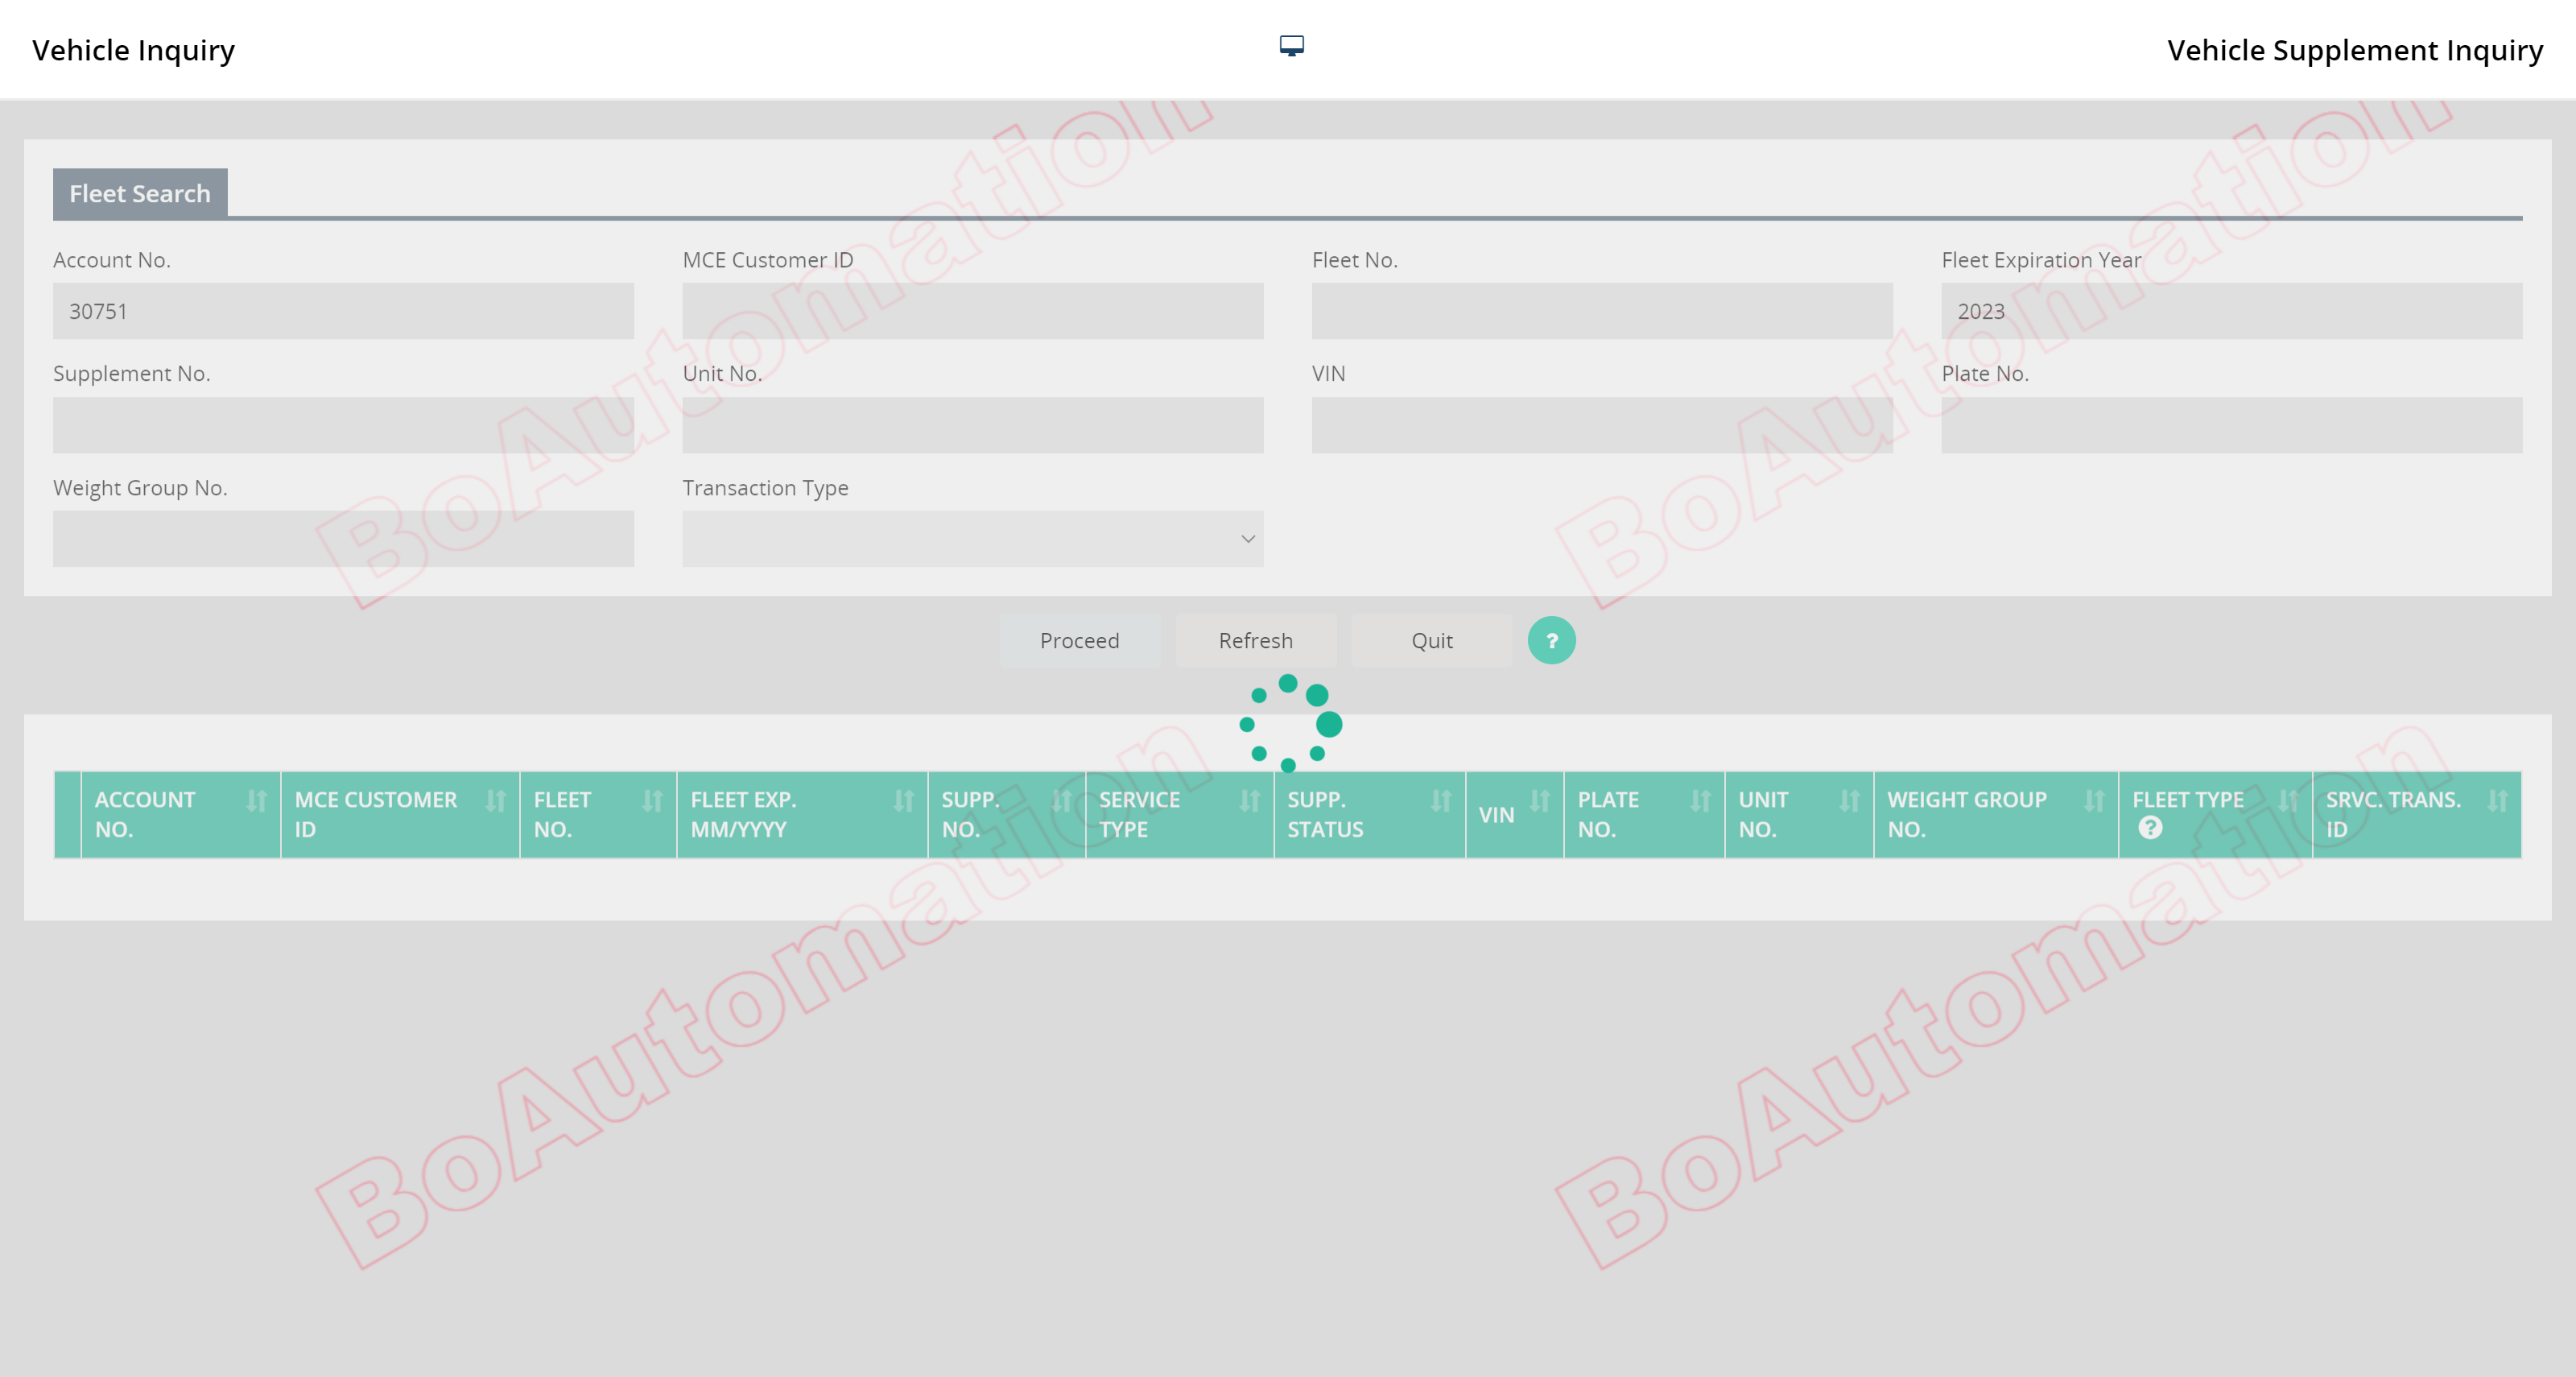 Vehicle Inquiry
Vehicle Supplement Inquiry
Fleet Search
Account No.
MCE Customer ID
Fleet No.
Fleet Expiration Year
30751
2023
Supplement No.
Unit No.
VIN
Plate No.
Weight Group No.
Transaction Type
Proceed
Refresh
Quit
?
ACCOUNT NO.
MCE CUSTOMER ID
FLEET NO.
FLEET EXP. MM/YYYY
SUPP. NO.
SERVICE TYPE
SUPP. STATUS
VIN
PLATE NO.
UNIT NO.
WEIGHT GROUP NO.
FLEET TYPE ?
SRVC. TRANS. ID
BoAutomation
BoAutomation
BoAutomation
BoAutomation